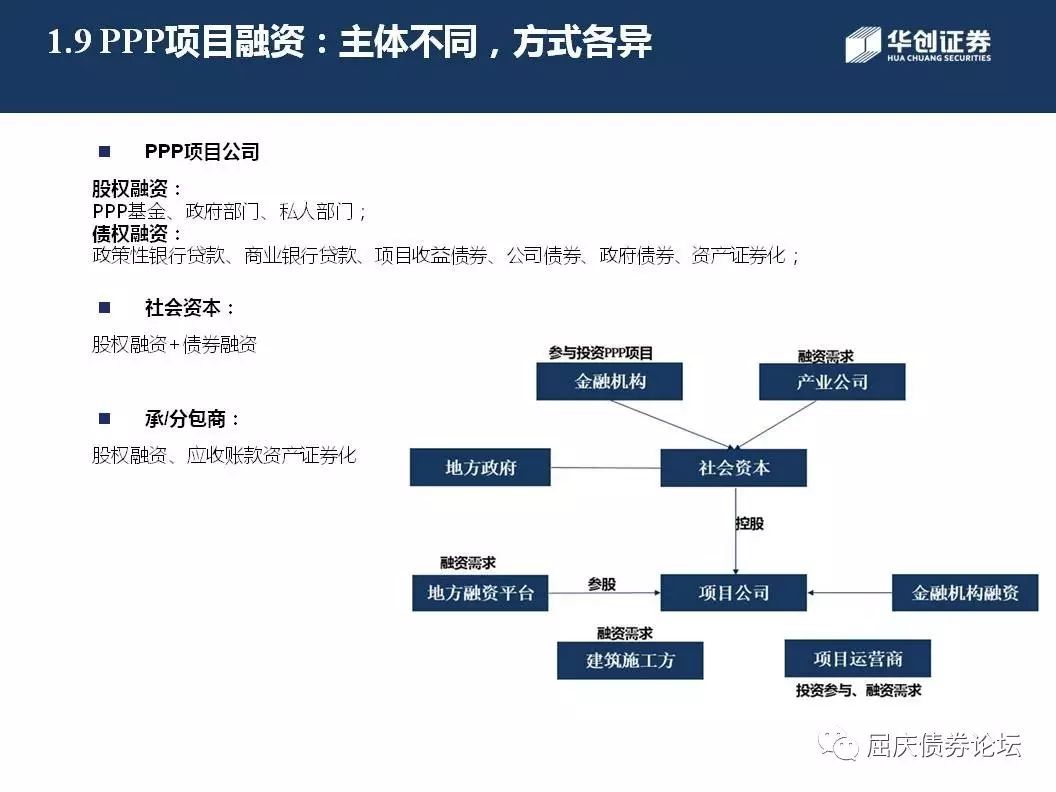 1.9 PPP项目融资：主体不同，方式各异
华创证券
HUA CHUANG SECURITIES
PPP项目公司
股权融资：
PPP基金、政府部门、私人部门；
债权融资：
政策性银行贷款、商业银行贷款、项目收益债券、公司债券、政府债券、资产证券化；
社会资本：
股权融资+债券融资
承/分包商：
股权融资、应收账款资产证券化
参与投资PPP项目
融资需求
金融机构
产业公司
地方政府
社会资本
控股
融资需求
地方融资平台
参股
项目公司
金融机构融资
融资需求
建筑施工方
项目运营商
投资参与、融资需求
屈庆债券论坛